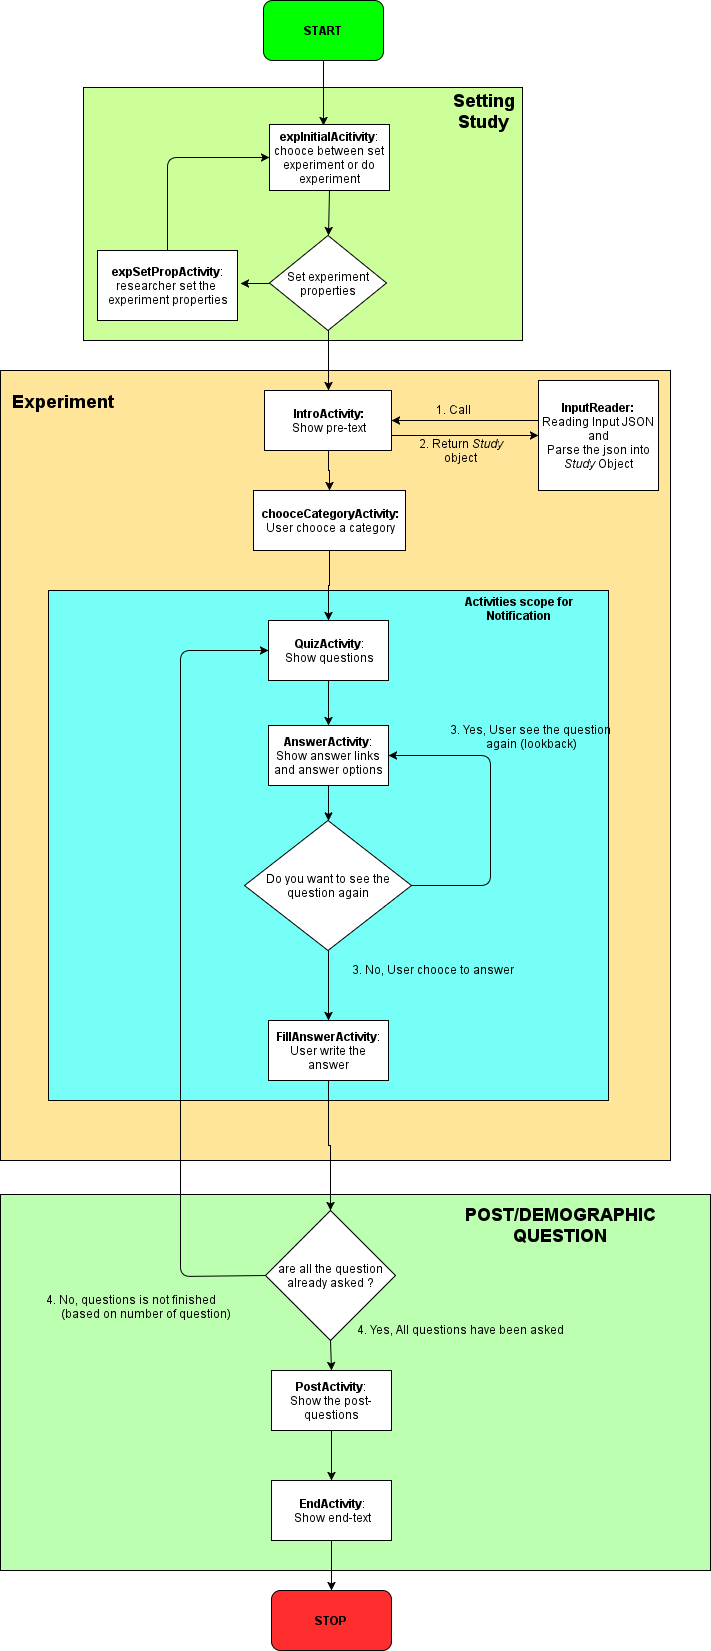 START
Setting
Study
expInitialAcitivity:
chooce between set
experiment or do
experiment
expSetPropActivity:
researcher set the
experiment properties
Set experiment
properties
Experiment
IntroActivity:
Show pre-text
1. Call
2. Return Study
object
InputReader:
Reading Input JSON
and
Parse the json into
Study Object
chooceCategoryActivity:
User chooce a category
Activities scope for
Notification
QuizActivity:
Show questions
AnswerActivity:
Show answer links
and answer options
3. Yes, User see the question
again (lookback)
Do you want to see the
question again
3. No, User chooce to answer
FillAnswerActivity:
User write the
answer
POST/DEMOGRAPHIC
QUESTION
are all the question
already asked ?
4. No, questions is not finished
(based on number of question)
4. Yes, All questions have been asked
PostActivity:
Show the post-
questions
EndActivity:
Show end-text
STOP